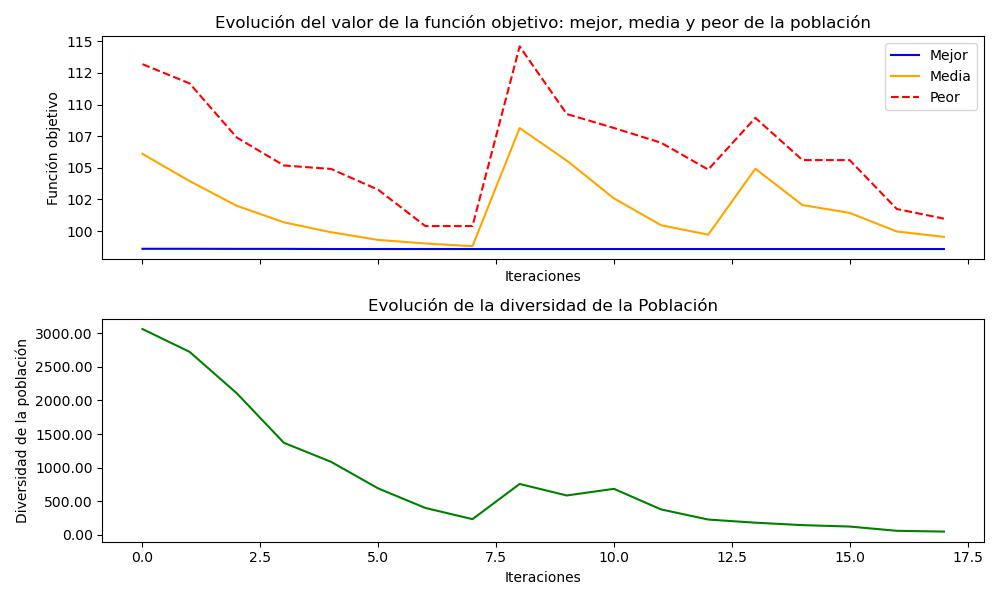 Evolución del valor de la función objetivo: mejor, media y peor de la población
115
112
110
107
105
102
100
Función objetivo
Mejor
Media
Peor
Iteraciones
Evolución de la diversidad de la Población
3000.00
2500.00
2000.00
1500.00
1000.00
500.00
0.00
Diversidad de la población
0.0 2.5 5.0 7.5 10.0 12.5 15.0 17.5
Iteraciones